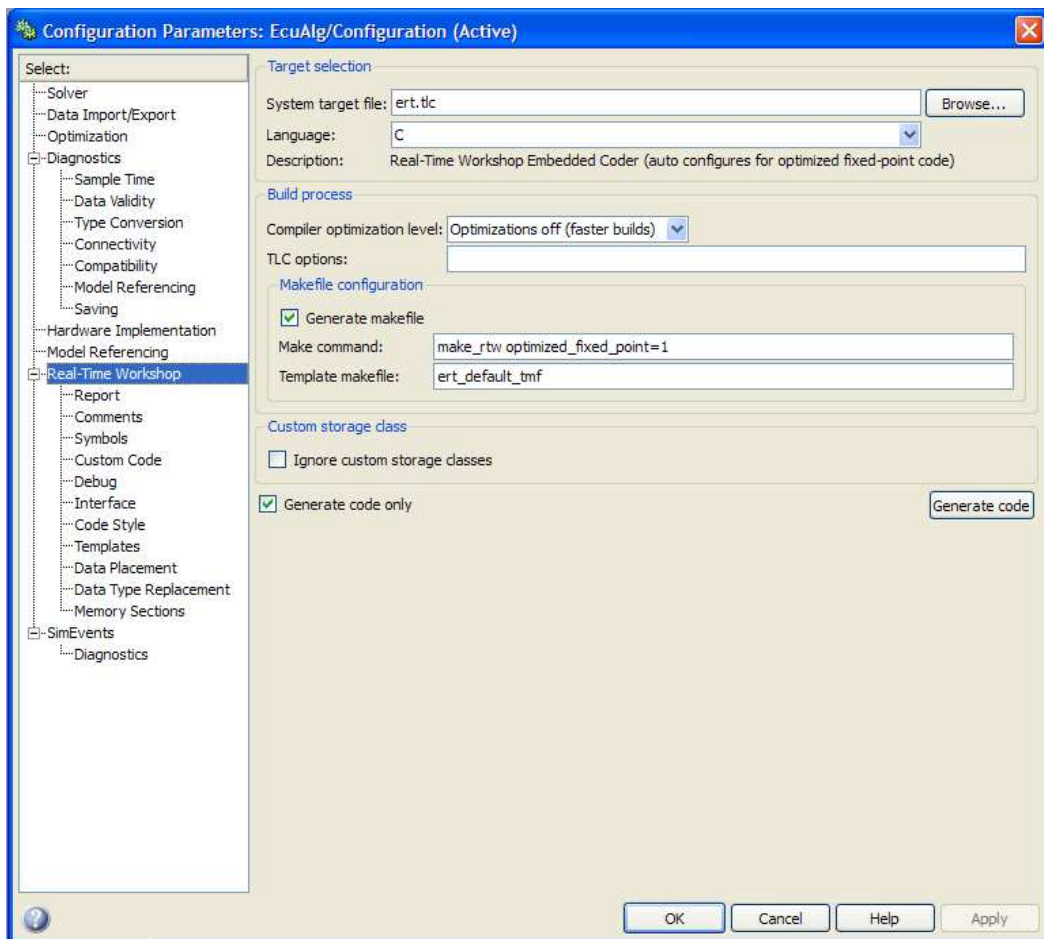 Configuration Parameters: EcuAlg/Configuration (Active)
Select:
Solver
Data Import/Export
Optimization
Diagnostics
Sample Time
Data Validity
Type Conversion
Connectivity
Compatibility
Model Referencing
Saving
Hardware Implementation
Model Referencing
Real-Time Workshop
Report
Comments
Symbols
Custom Code
Debug
Interface
Code Style
Templates
Data Placement
Data Type Replacement
Memory Sections
SimEvents
Diagnostics
Target selection
System target file: ert.tlc Browse...
Language: C
Description: Real-Time Workshop Embedded Coder (auto configures for optimized fixed-point code)
Build process
Compiler optimization level: Optimizations off (faster builds)
TLC options:
Makefile configuration
Generate makefile
Make command: make_rtw optimized_fixed_point=1
Template makefile: ert_default_tmf
Custom storage class
Ignore custom storage classes
Generate code only Generate code
? OK Cancel Help Apply